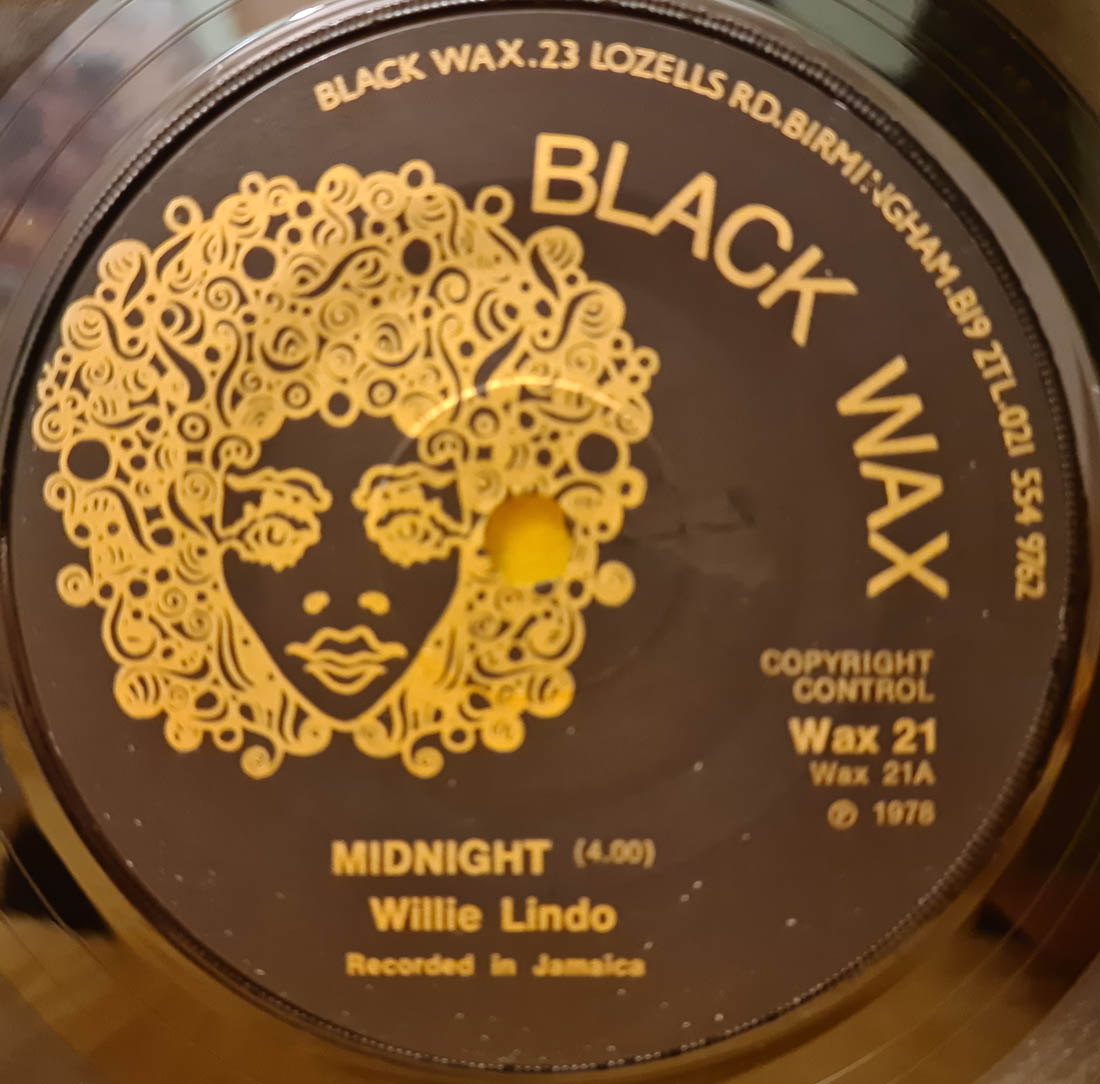 BLACK WAX.23 LOZELLS RD.BIRMINGHAM.B19 2TL.021 554 9762
BLACK WAX
COPYRIGHT
CONTROL
Wax 21
Wax 21A
℗ 1978
MIDNIGHT (4.00)
Willie Lindo
Recorded in Jamaica